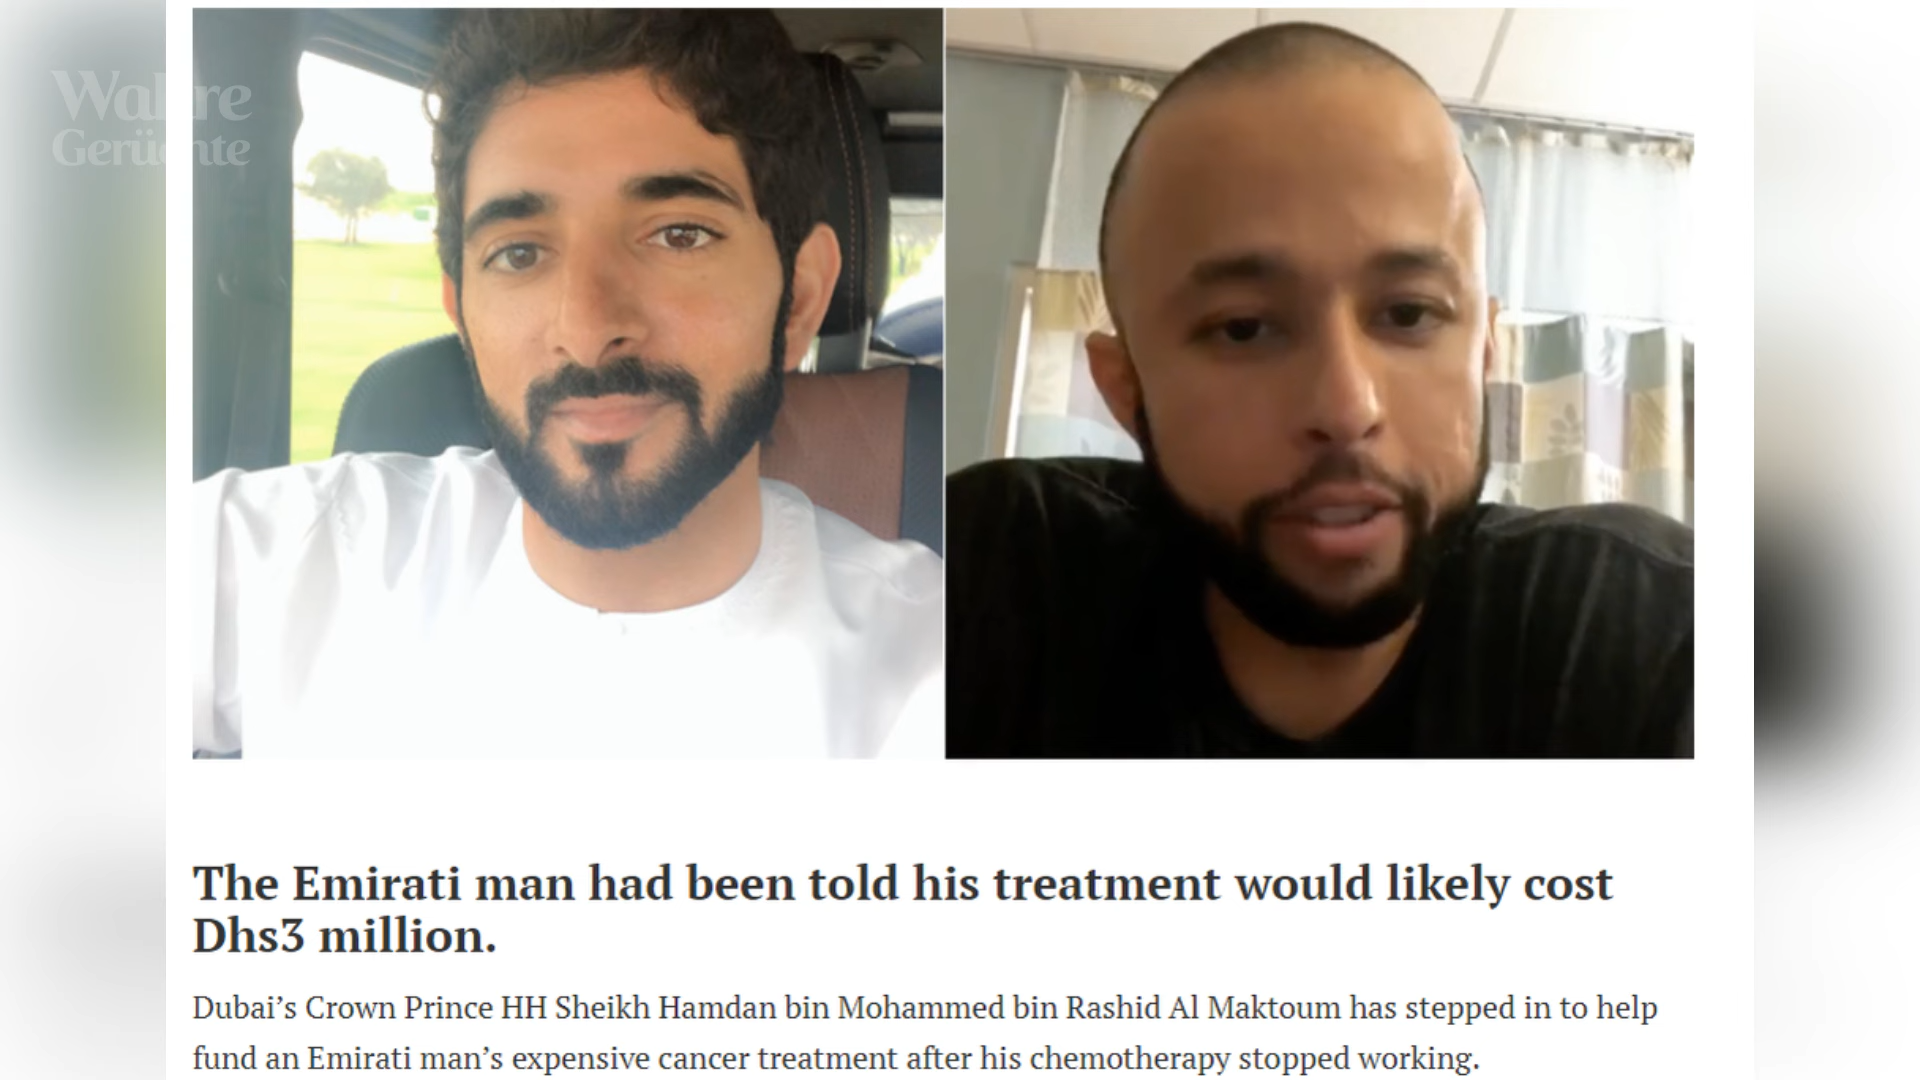 Wahre
Gerüchte
The Emirati man had been told his treatment would likely cost
Dhs3 million.
Dubai’s Crown Prince HH Sheikh Hamdan bin Mohammed bin Rashid Al Maktoum has stepped in to help
fund an Emirati man’s expensive cancer treatment after his chemotherapy stopped working.